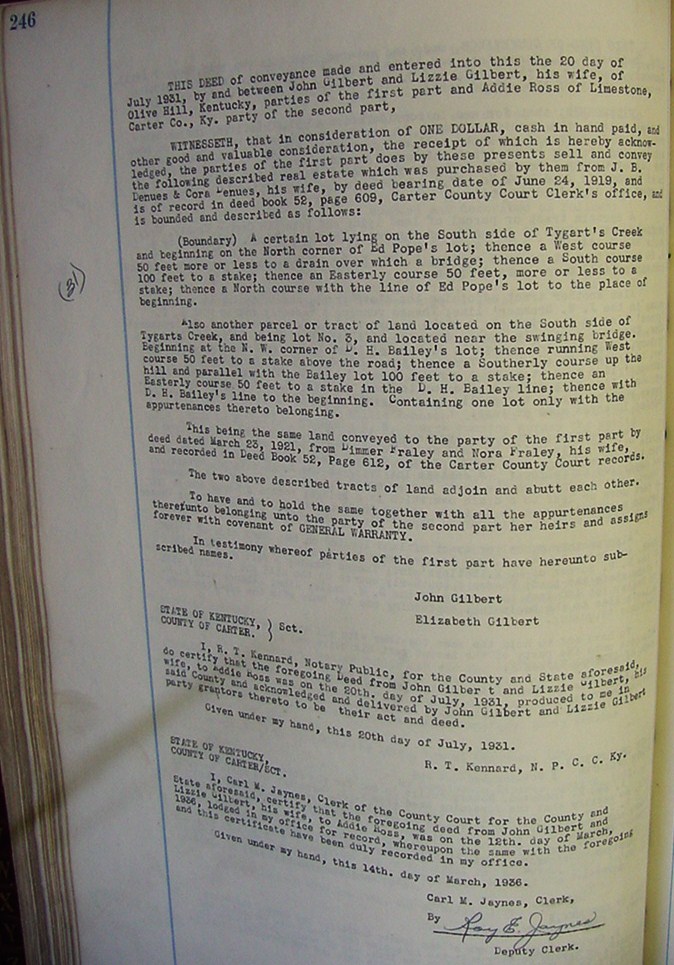 246
THIS DEED of conveyance made and entered into this the 20 day of
July 1931, by and between John Gilbert and Lizzie Gilbert, his wife, of
Olive Hill, Kentucky, parties of the first part and Addie Ross of Limestone,
Carter Co., Ky. party of the second part,
WITNESSETH, that in consideration of ONE DOLLAR, cash in hand paid, and
other good and valuable consideration, the receipt of which is hereby acknow-
ledged, the parties of the first part does by these presents sell and convey
the following described real estate which was purchased by them from J. B.
Denues & Cora Denues, his wife, by deed bearing date of June 24, 1919, and
is of record in deed book 52, page 609, Carter County Court Clerk's office, and
is bounded and described as follows:
(Boundary) A certain lot lying on the South side of Tygart's Creek
and beginning on the North corner of Ed Pope's lot; thence a West course
50 feet more or less to a drain over which a bridge; thence a South course
100 feet to a stake; thence an Easterly course 50 feet, more or less to a
stake; thence a North course with the line of Ed Pope's lot to the place of
beginning.
Also another parcel or tract of land located on the South side of
Tygarts Creek, and being lot No. 3, and located near the swinging bridge.
Beginning at the N. W. corner of D. H. Bailey's lot; thence running West
course 50 feet to a stake above the road; thence a Southerly course up the
hill and parallel with the Bailey lot 100 feet to a stake; thence an
Easterly course 50 feet to a stake in the D. H. Bailey line; thence with
D. H. Bailey's line to the beginning. Containing one lot only with the
appurtenances thereto belonging.
This being the same land conveyed to the party of the first part by
deed dated March 23, 1921, from Dimmer Fraley and Nora Fraley, his wife,
and recorded in Deed Book 52, Page 612, of the Carter County Court records.
The two above described tracts of land adjoin and abutt each other.
To have and to hold the same together with all the appurtenances
thereunto belonging unto the party of the second part her heirs and assigns
forever with covenant of GENERAL WARRANTY.
In testimony whereof parties of the first part have hereunto sub-
scribed names.
John Gilbert
Elizabeth Gilbert
STATE OF KENTUCKY, )
COUNTY OF CARTER. ) Sct.
I, R. T. Kennard, Notary Public, for the County and State aforesaid,
do certify that the foregoing Deed from John Gilber t and Lizzie Gilbert, his
wife, to Addie Ross was on the 20th. day of July, 1931, produced to me in
said County and acknowledged and delivered by John Gilbert and Lizzie Gilbert
party grantors thereto to be their act and deed.
Given under my hand, this 20th day of July, 1931.
R. T. Kennard, N. P. C. C. Ky.
STATE OF KENTUCKY,
COUNTY OF CARTER/SCT.
I, Carl M. Jaynes, Clerk of the County Court for the County and
State aforesaid, certify that the foregoing deed from John Gilbert and
Lizzie Gilbert, his wife, to Addie Ross, was on the 12th. day of March,
1936, lodged in my office for record, whereupon the same with the foregoing
and this certificate have been duly recorded in my office.
Given under my hand, this 14th. day of March, 1936.
Carl M. Jaynes, Clerk,
By Roy E. Jaynes
Deputy Clerk.